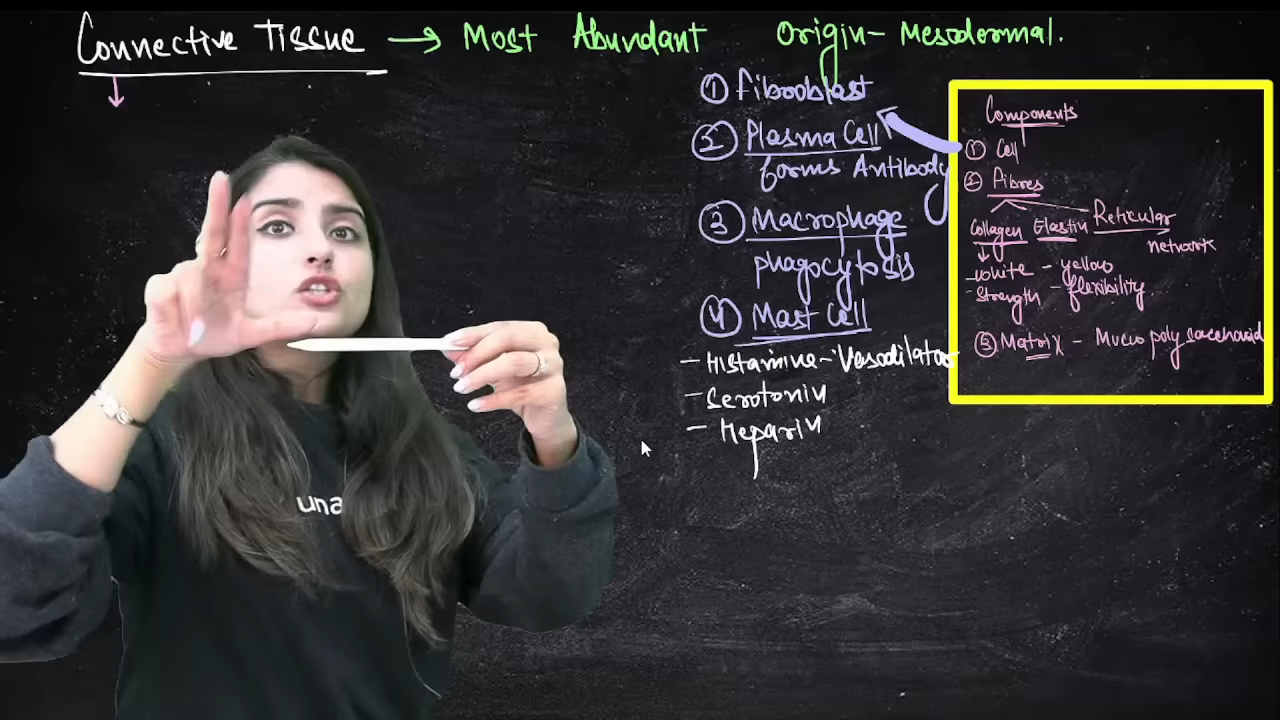 Connective Tissue → Most Abundant Origin - Mesodermal.
① Fibroblast
② Plasma Cell
forms Antibody
③ Macrophage
phagocytosis
④ Mast Cell
- Histamine - Vasodilator
- Serotonin
- Heparin
Components
① Cell
② Fibres
Collagen Elastin Reticular
network
- white - yellow
- Strength - flexibility.
③ Matrix - Mucopolysaccharid
una